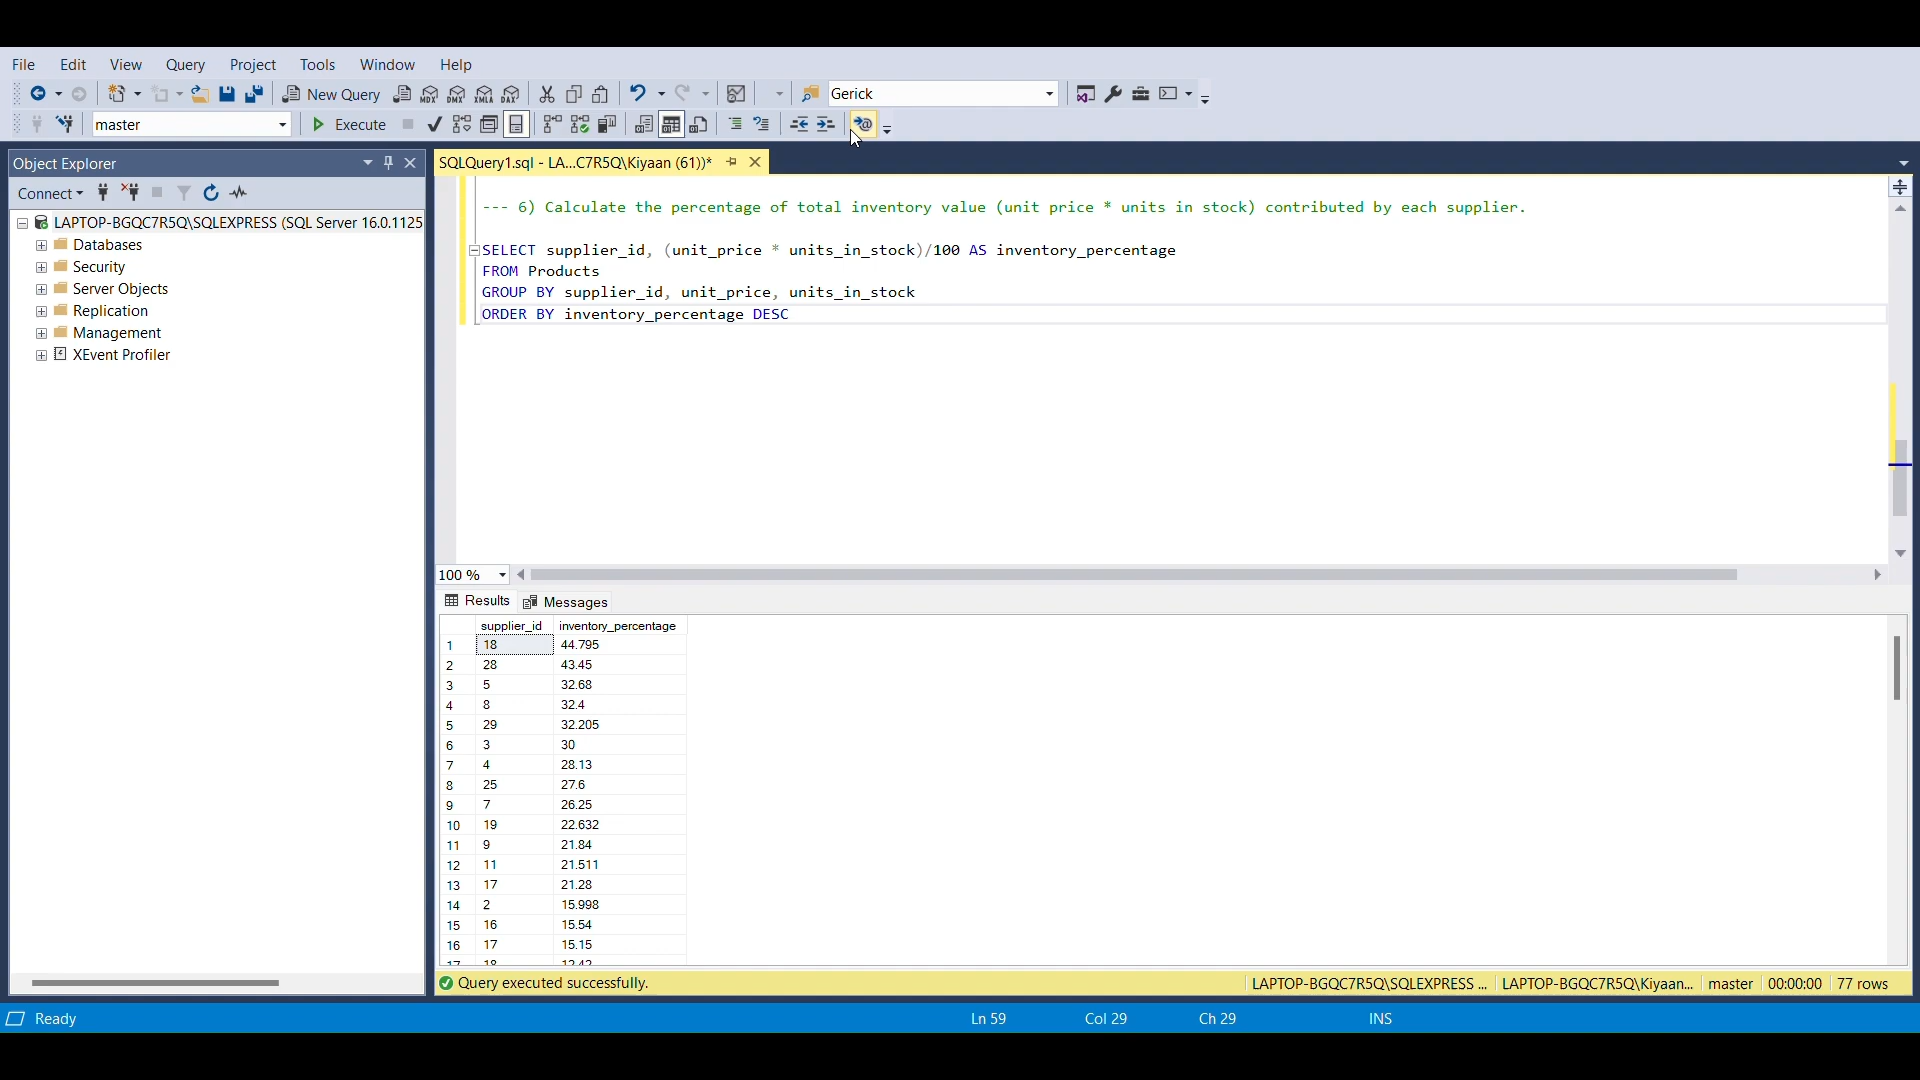 File Edit View Query Project Tools Window Help
New Query MDX DMX XMLA DAX Gerick
master Execute
Object Explorer
SQLQuery1.sql - LA...C7R5Q\Kiyaan (61))*
Connect
LAPTOP-BGQC7R5Q\SQLEXPRESS (SQL Server 16.0.1125
Databases
Security
Server Objects
Replication
Management
XEvent Profiler
--- 6) Calculate the percentage of total inventory value (unit price * units in stock) contributed by each supplier.
SELECT supplier_id, (unit_price * units_in_stock)/100 AS inventory_percentage
FROM Products
GROUP BY supplier_id, unit_price, units_in_stock
ORDER BY inventory_percentage DESC
100 %
Results Messages
supplier_id inventory_percentage
1 18 44.795
2 28 43.45
3 5 32.68
4 8 32.4
5 29 32.205
6 3 30
7 4 28.13
8 25 27.6
9 7 26.25
10 19 22.632
11 9 21.84
12 11 21.511
13 17 21.28
14 2 15.998
15 16 15.54
16 17 15.15
17 18 12.42
Query executed successfully. LAPTOP-BGQC7R5Q\SQLEXPRESS ... LAPTOP-BGQC7R5Q\Kiyaan... master 00:00:00 77 rows
Ready Ln 59 Col 29 Ch 29 INS